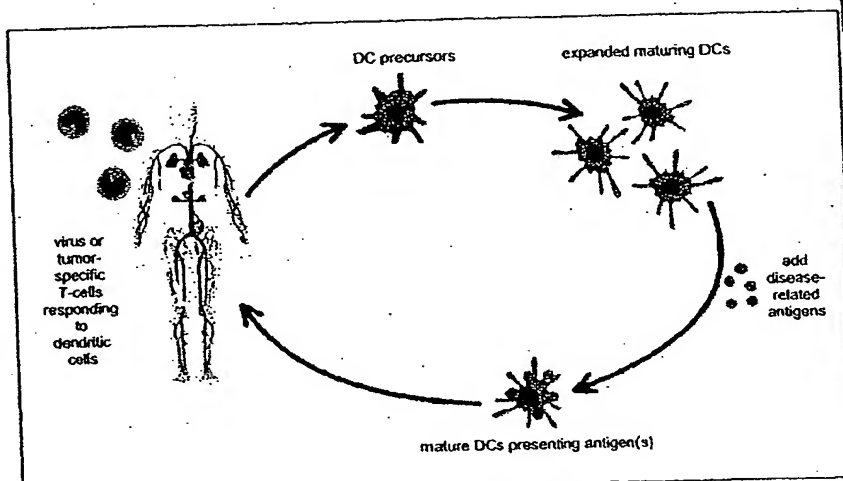 DC precursors
expanded maturing DCs
virus or
tumor-
specific
T-cells
responding
to
dendritic
cells
add
disease-
related
antigens
mature DCs presenting antigen(s)